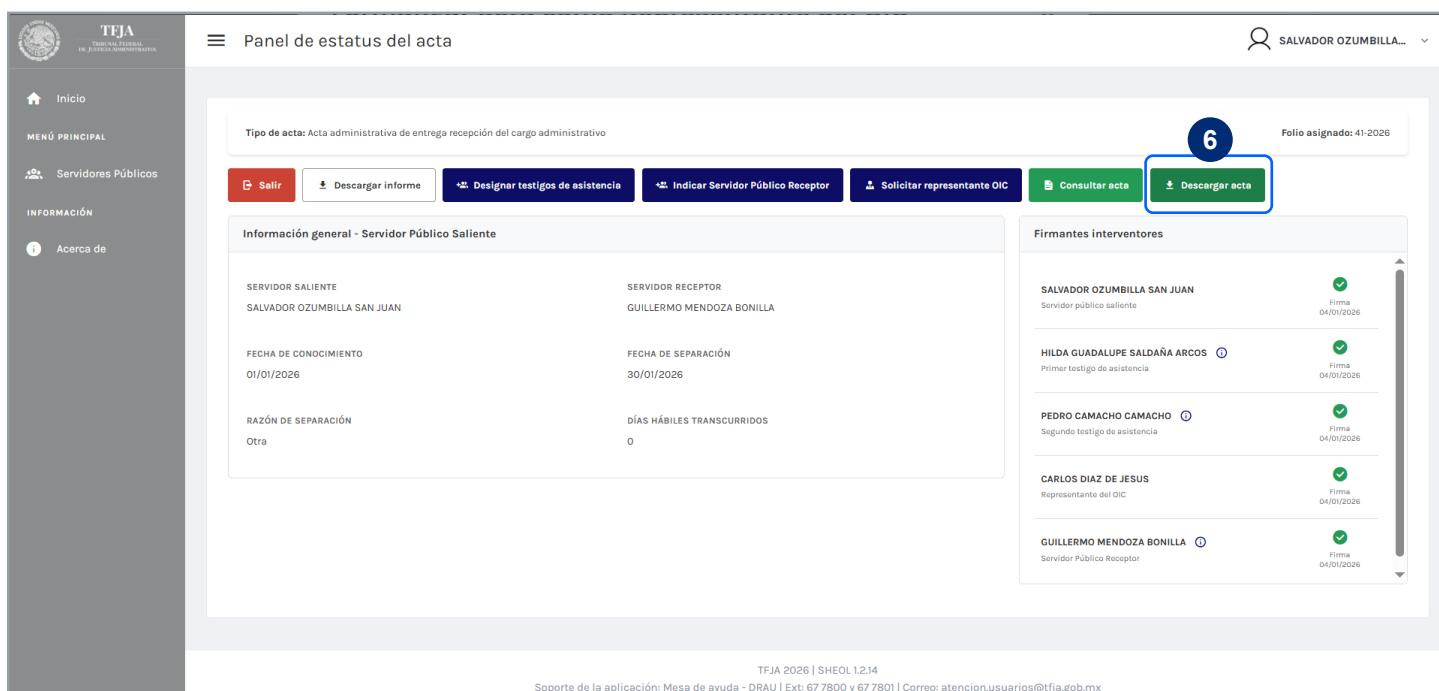 TFJA
TRIBUNAL FEDERAL
DE JUSTICIA ADMINISTRATIVA
Panel de estatus del acta
SALVADOR OZUMBILLA...
Inicio
MENÚ PRINCIPAL
Servidores Públicos
INFORMACIÓN
Acerca de
Tipo de acta: Acta administrativa de entrega recepción del cargo administrativo
Folio asignado: 41-2026
6
Salir
Descargar informe
Designar testigos de asistencia
Indicar Servidor Público Receptor
Solicitar representante OIC
Consultar acta
Descargar acta
Información general - Servidor Público Saliente
SERVIDOR SALIENTE
SALVADOR OZUMBILLA SAN JUAN
SERVIDOR RECEPTOR
GUILLERMO MENDOZA BONILLA
FECHA DE CONOCIMIENTO
01/01/2026
FECHA DE SEPARACIÓN
30/01/2026
RAZÓN DE SEPARACIÓN
Otra
DÍAS HÁBILES TRANSCURRIDOS
0
Firmantes interventores
SALVADOR OZUMBILLA SAN JUAN
Servidor público saliente
Firma
04/01/2026
HILDA GUADALUPE SALDAÑA ARCOS
Primer testigo de asistencia
Firma
04/01/2026
PEDRO CAMACHO CAMACHO
Segundo testigo de asistencia
Firma
04/01/2026
CARLOS DIAZ DE JESUS
Representante del OIC
Firma
04/01/2026
GUILLERMO MENDOZA BONILLA
Servidor Público Receptor
Firma
04/01/2026
TFJA 2026 | SHEOL 1.2.14
Soporte de la aplicación: Mesa de ayuda - DRAU | Ext: 67 7800 y 67 7801 | Correo: atencion.usuarios@tfja.gob.mx